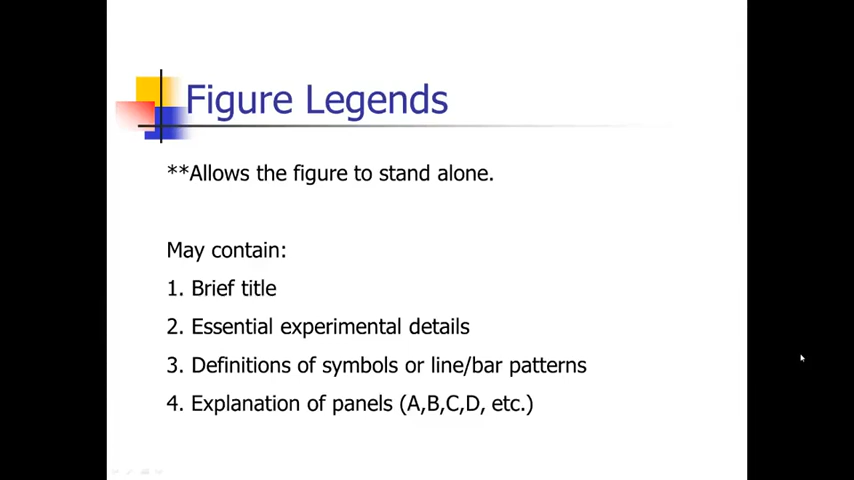 Figure Legends
**Allows the figure to stand alone.
May contain:
1. Brief title
2. Essential experimental details
3. Definitions of symbols or line/bar patterns
4. Explanation of panels (A,B,C,D, etc.)